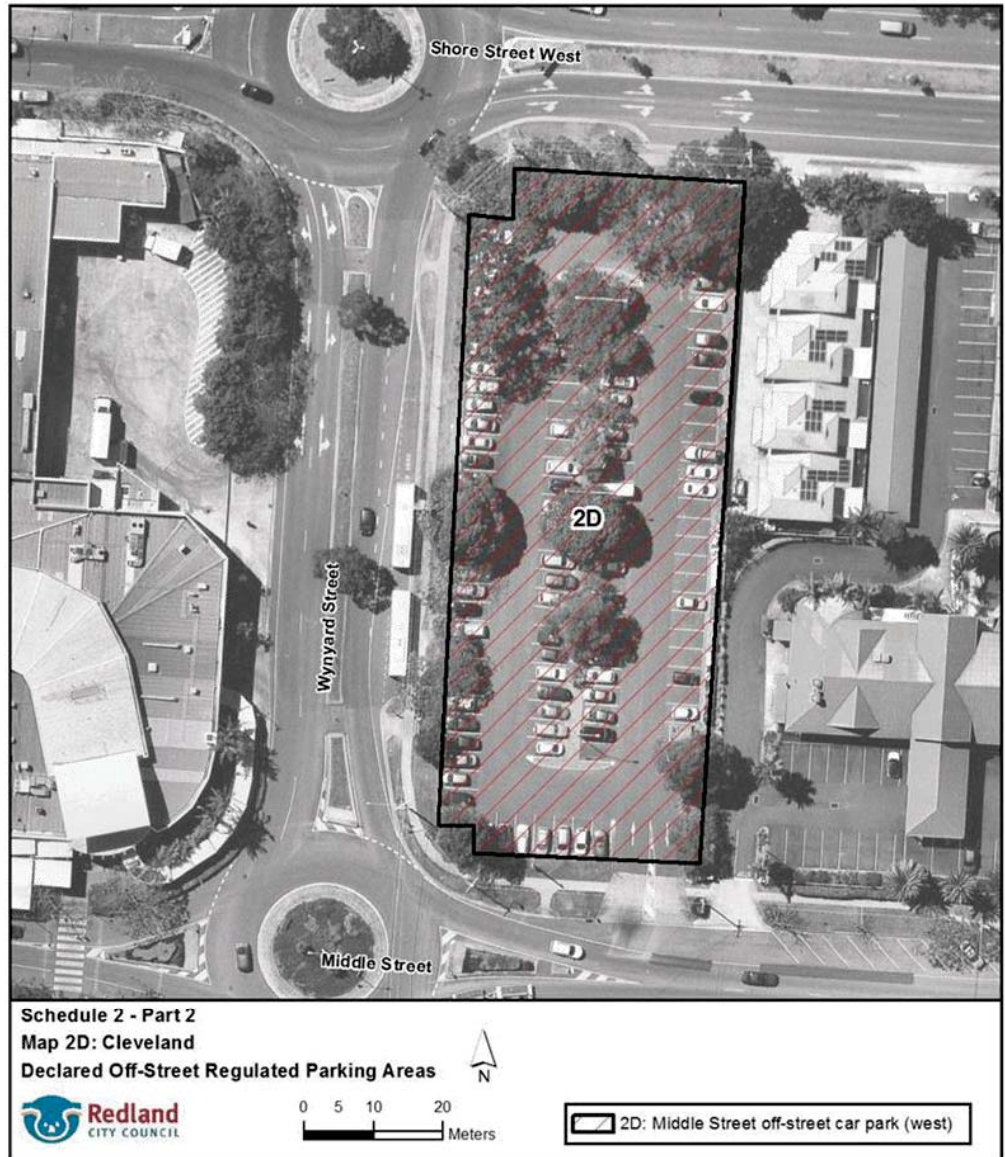 Shore Street West
2D
Wynyard Street
Middle Street
Schedule 2 - Part 2
Map 2D: Cleveland
Declared Off-Street Regulated Parking Areas
N
Redland
CITY COUNCIL
0 5 10 20
Meters
2D: Middle Street off-street car park (west)